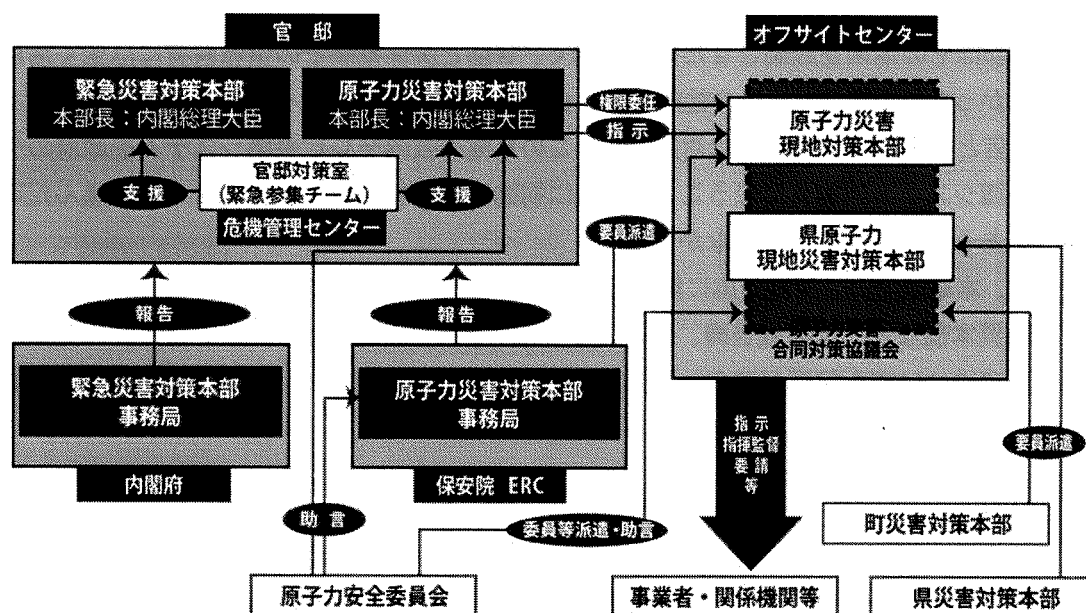 官邸
オフサイトセンター
緊急災害対策本部
本部長：内閣総理大臣
原子力災害対策本部
本部長：内閣総理大臣
権限委任
指示
原子力災害
現地対策本部
官邸対策室
(緊急参集チーム)
支援
支援
危機管理センター
要員派遣
県原子力
現地災害対策本部
報告
報告
原子力災害
合同対策協議会
緊急災害対策本部
事務局
原子力災害対策本部
事務局
指示
指揮監督
要請
等
要員派遣
内閣府
保安院 ERC
助言
委員等派遣・助言
町災害対策本部
原子力安全委員会
事業者・関係機関等
県災害対策本部